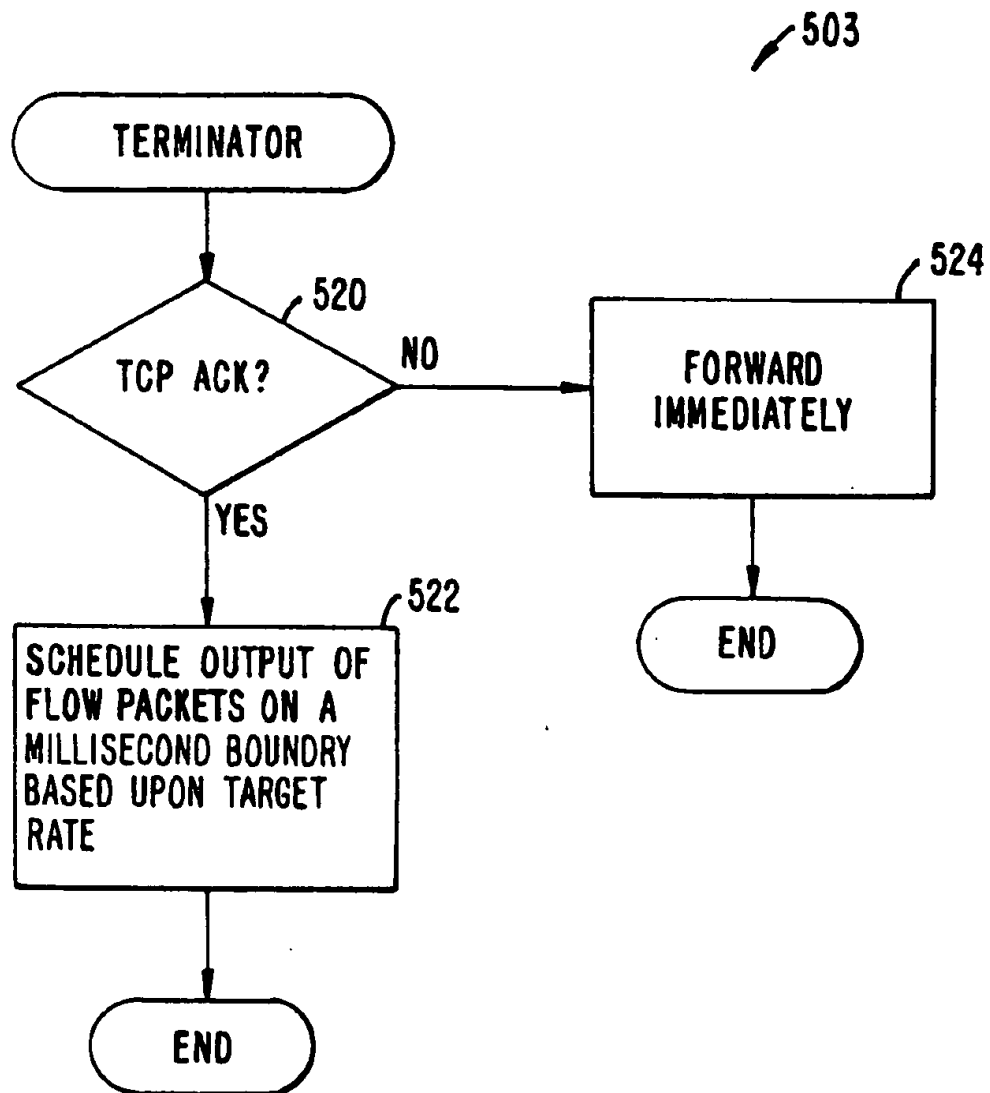 503
TERMINATOR
520
TCP ACK?
NO
524
FORWARD
IMMEDIATELY
YES
END
522
SCHEDULE OUTPUT OF
FLOW PACKETS ON A
MILLISECOND BOUNDRY
BASED UPON TARGET
RATE
END